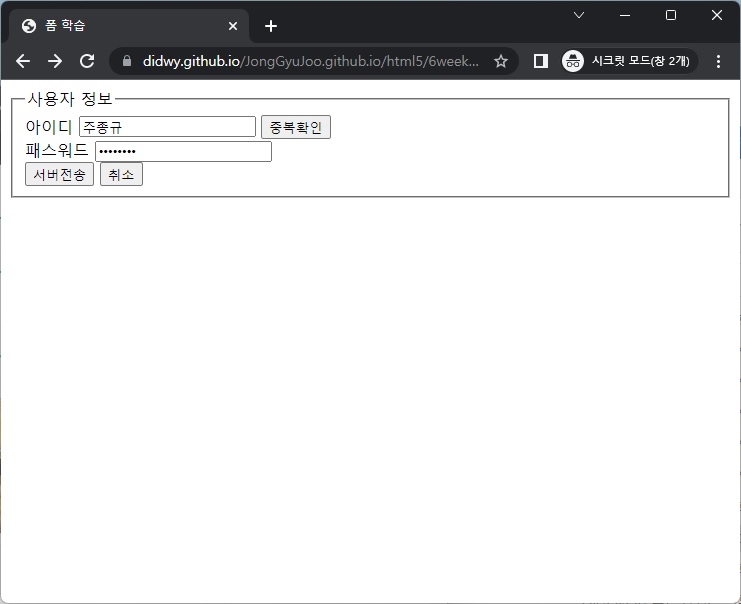 폼 학습
didwy.github.io/JongGyuJoo.github.io/html5/6week...
시크릿 모드(창 2개)
사용자 정보
아이디 주종규 중복확인
패스워드 ••••••••
서버전송 취소